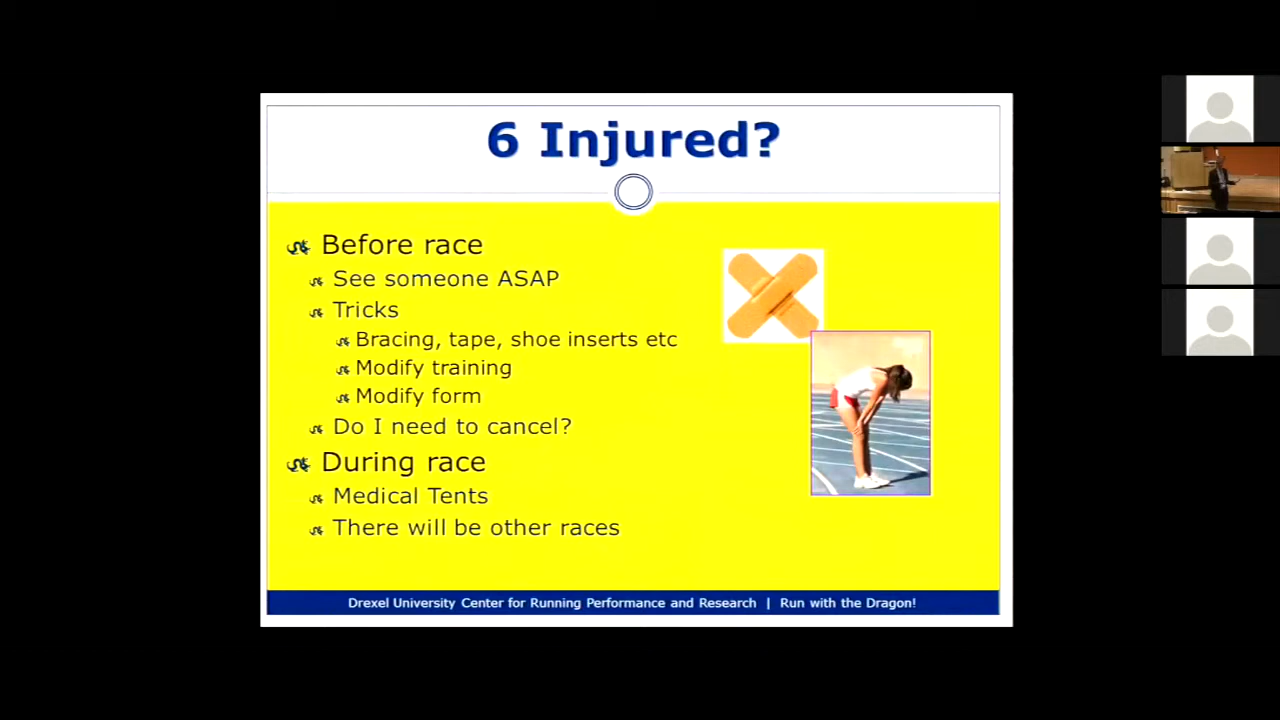 6 Injured?
Before race
See someone ASAP
Tricks
Bracing, tape, shoe inserts etc
Modify training
Modify form
Do I need to cancel?
During race
Medical Tents
There will be other races
Drexel University Center for Running Performance and Research | Run with the Dragon!